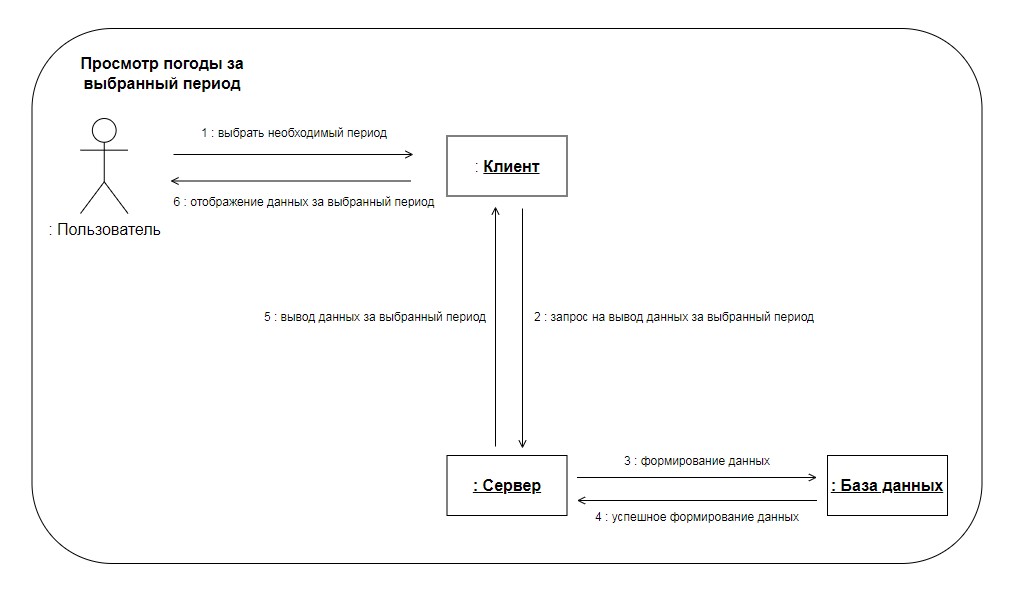 Просмотр погоды за
выбранный период
1 : выбрать необходимый период
: Клиент
6 : отображение данных за выбранный период
: Пользователь
5 : вывод данных за выбранный период
2 : запрос на вывод данных за выбранный период
3 : формирование данных
: Сервер
: База данных
4 : успешное формирование данных